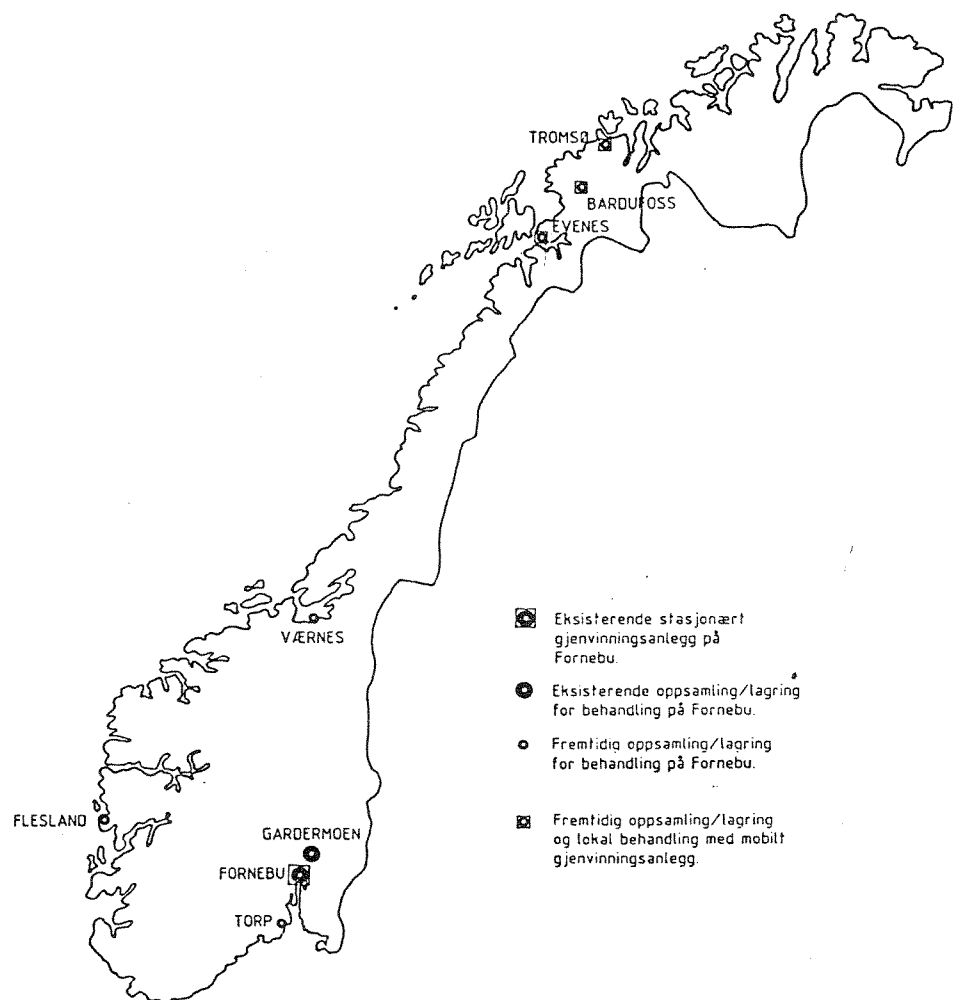 TROMSØ
BARDUFOSS
EVENES
VÆRNES
FLESLAND
GARDERMOEN
FORNEBU
TORP
Eksisterende stasjonært
gjenvinningsanlegg på
Fornebu.
Eksisterende oppsamling/lagring
for behandling på Fornebu.
Fremtidig oppsamling/lagring
for behandling på Fornebu.
Fremtidig oppsamling/lagring
og lokal behandling med mobilt
gjenvinningsanlegg.